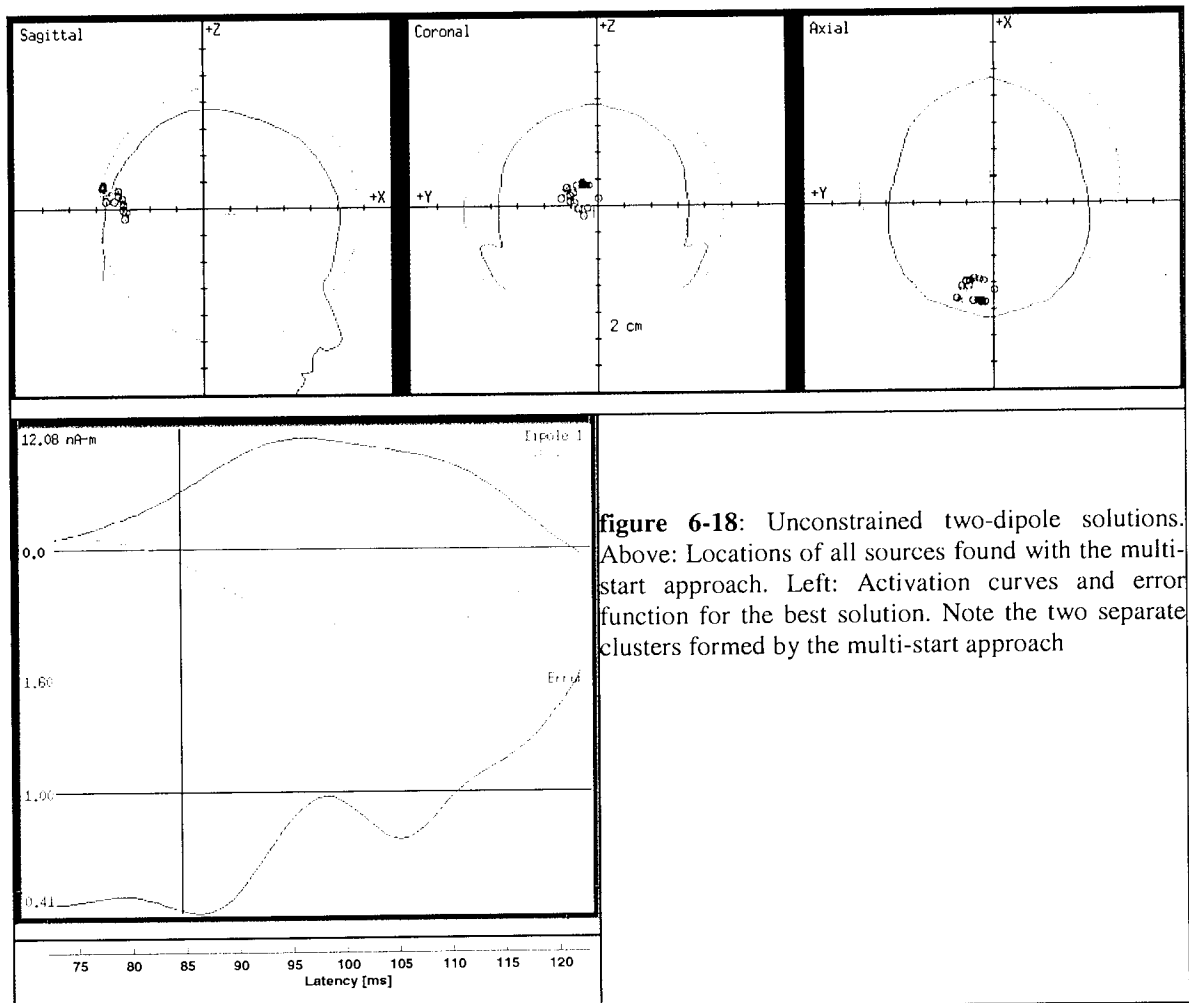 Sagittal
+Z
+X
Coronal
+Z
+Y
2 cm
Axial
+X
+Y
12.08 nA-m
Dipole 1
0.0
1.60
Error
1.00
0.41
75 80 85 90 95 100 105 110 115 120
Latency [ms]
figure 6-18: Unconstrained two-dipole solutions.
Above: Locations of all sources found with the multi-
start approach. Left: Activation curves and error
function for the best solution. Note the two separate
clusters formed by the multi-start approach